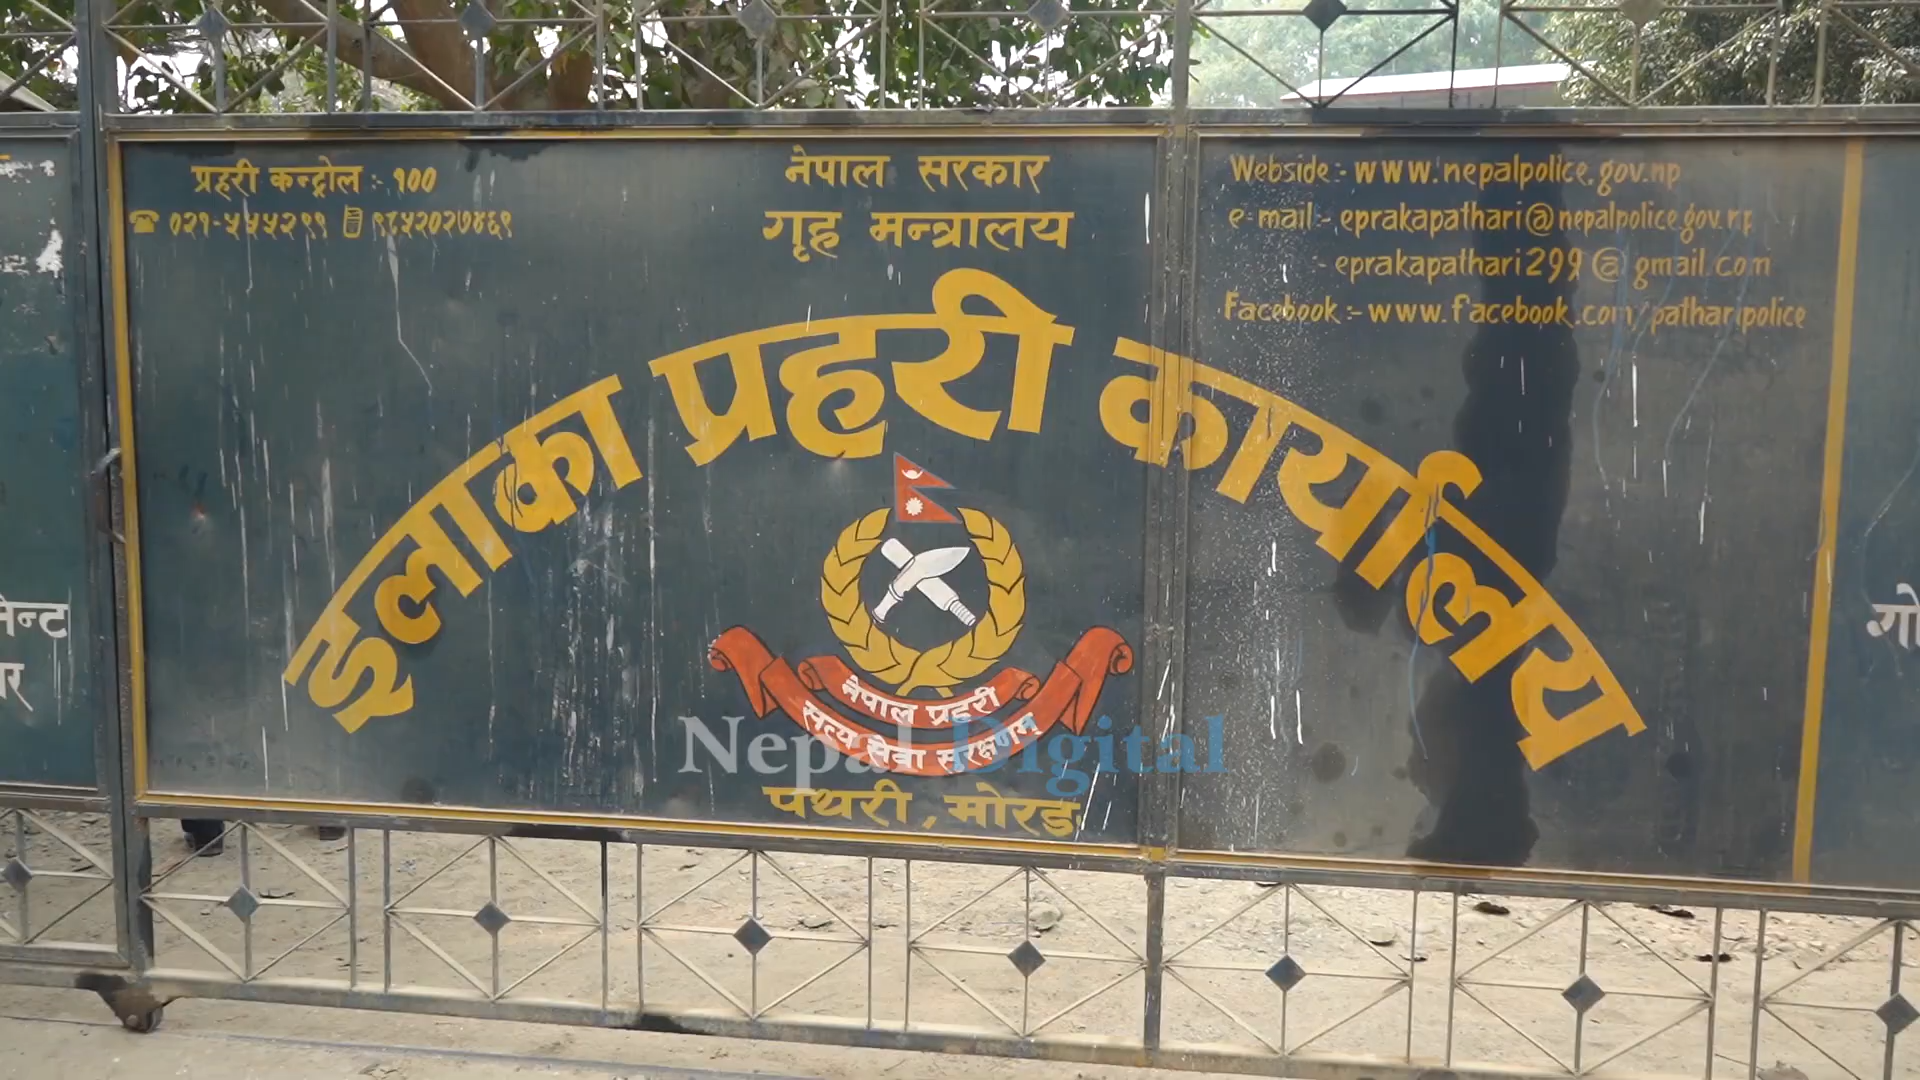 प्रहरी कन्ट्रोल :- १००
☎ ०२१-५५५२९९ ९८५२०२७४६९
नेपाल सरकार
गृह मन्त्रालय
Webside:- www.nepalpolice.gov.np
e-mail- eprakapathari@nepalpolice.gov.np
:- eprakapathari299@gmail.com
Facebook:- www.facebook.com/patharipolice
इलाका प्रहरी कार्यालय
नेपाल प्रहरी
सत्य सेवा सुरक्षणम्
Nepal Digital
पथरी, मोरङ